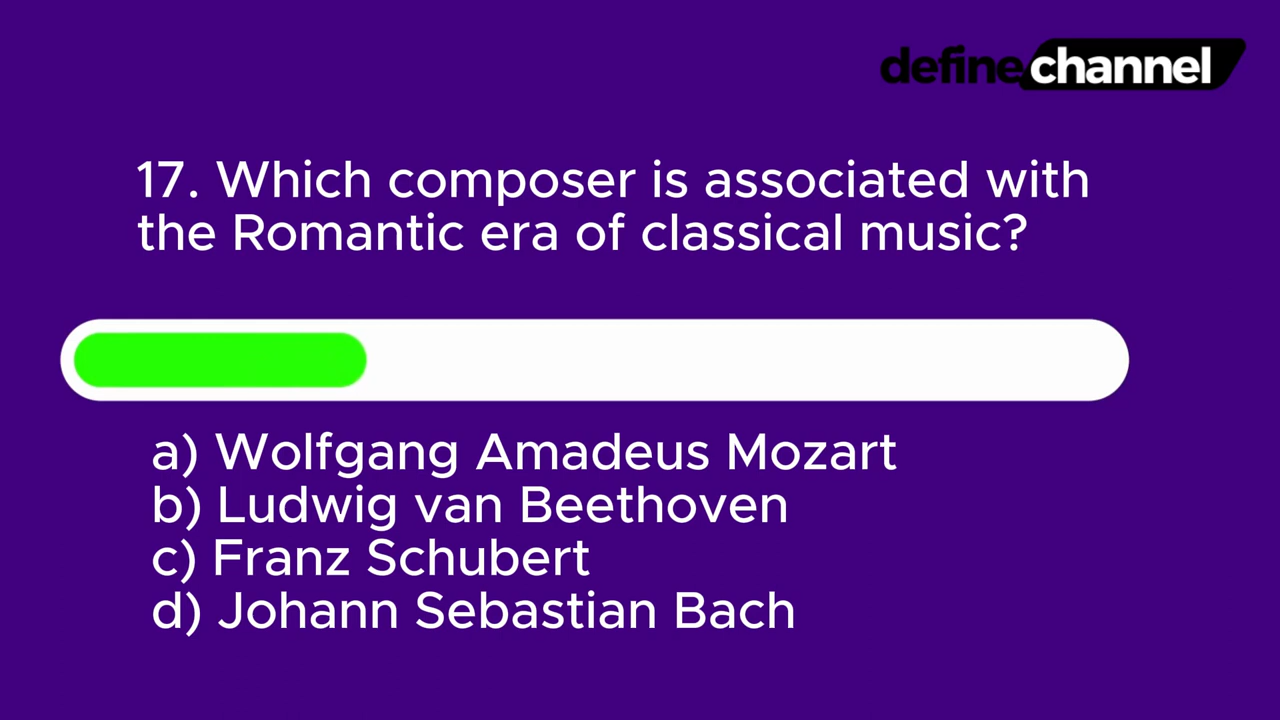 definechannel
17. Which composer is associated with
the Romantic era of classical music?
a) Wolfgang Amadeus Mozart
b) Ludwig van Beethoven
c) Franz Schubert
d) Johann Sebastian Bach